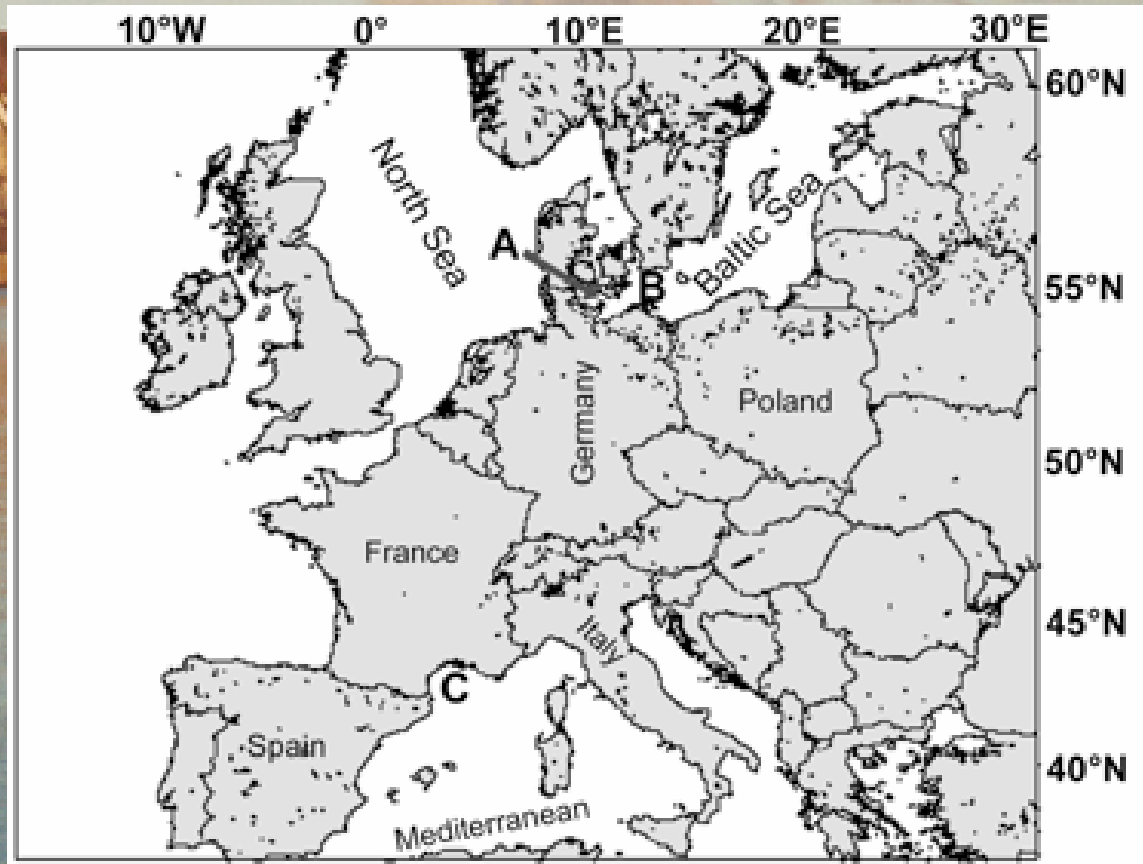 10°W 0° 10°E 20°E 30°E
60°N
North Sea
Baltic Sea
A
B
55°N
Germany
Poland
50°N
France
45°N
Italy
C
Spain
40°N
Mediterranean